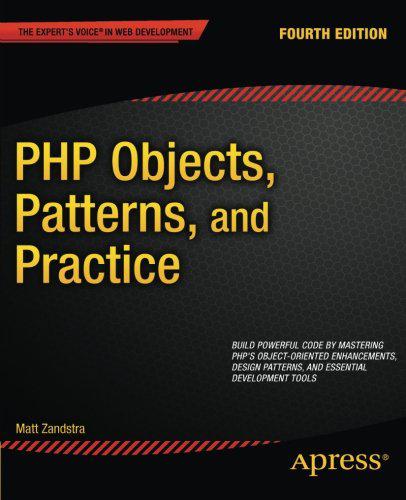 THE EXPERT'S VOICE® IN WEB DEVELOPMENT
FOURTH EDITION
PHP Objects,
Patterns, and
Practice
BUILD POWERFUL CODE BY MASTERING
PHP'S OBJECT-ORIENTED ENHANCEMENTS,
DESIGN PATTERNS, AND ESSENTIAL
DEVELOPMENT TOOLS
Matt Zandstra
Apress®